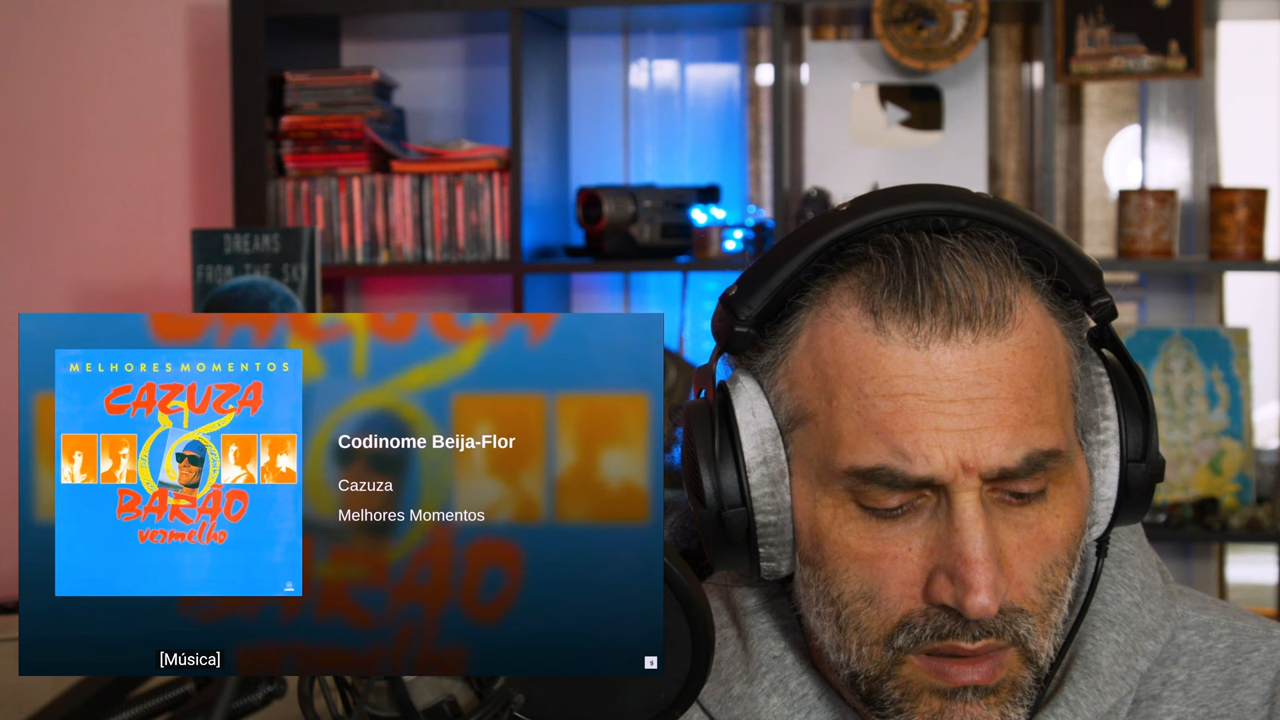 DREAMS
FROM THE SKY
MELHORES MOMENTOS
CAZUZA
BARÃO
vermelho
Codinome Beija-Flor
Cazuza
Melhores Momentos
[Música]